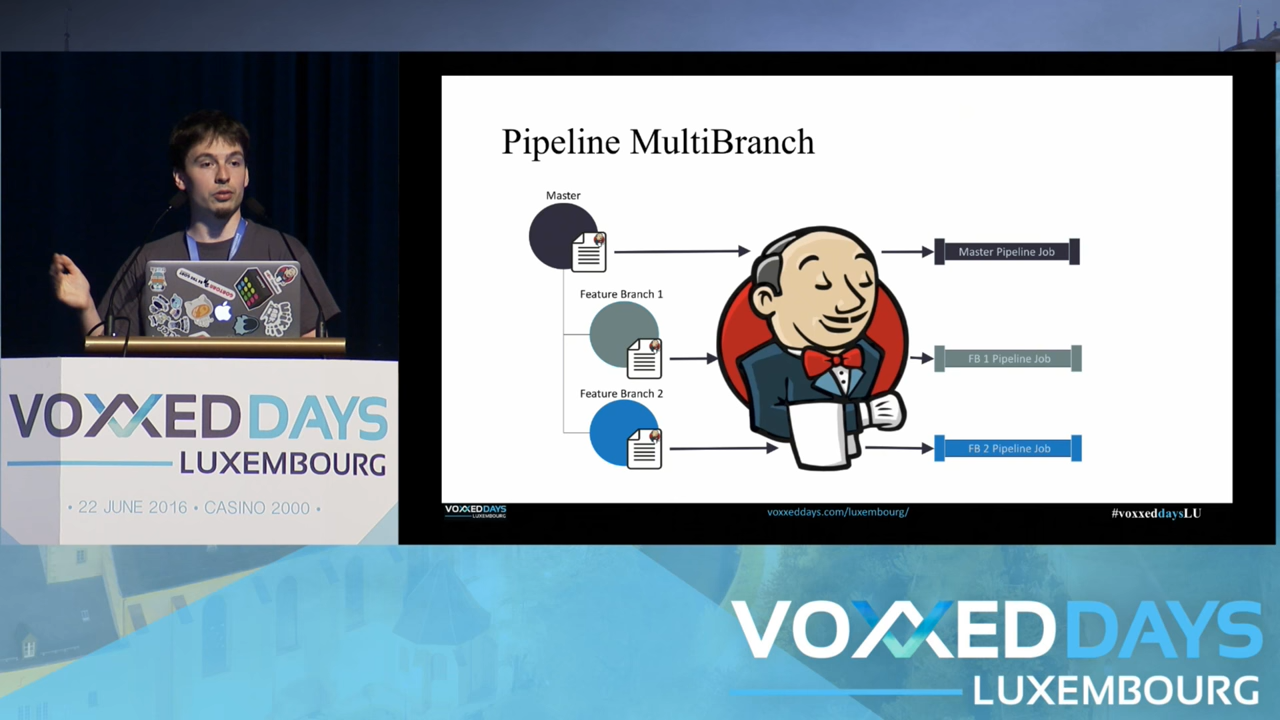 Pipeline MultiBranch
Master
Master Pipeline Job
Feature Branch 1
FB 1 Pipeline Job
Feature Branch 2
FB 2 Pipeline Job
VOXXED DAYS
LUXEMBOURG
voxxeddays.com/luxembourg/
#voxxeddaysLU
VOXXED DAYS
LUXEMBOURG
• 22 JUNE 2016 • CASINO 2000 •
VOXXED DAYS
LUXEMBOURG